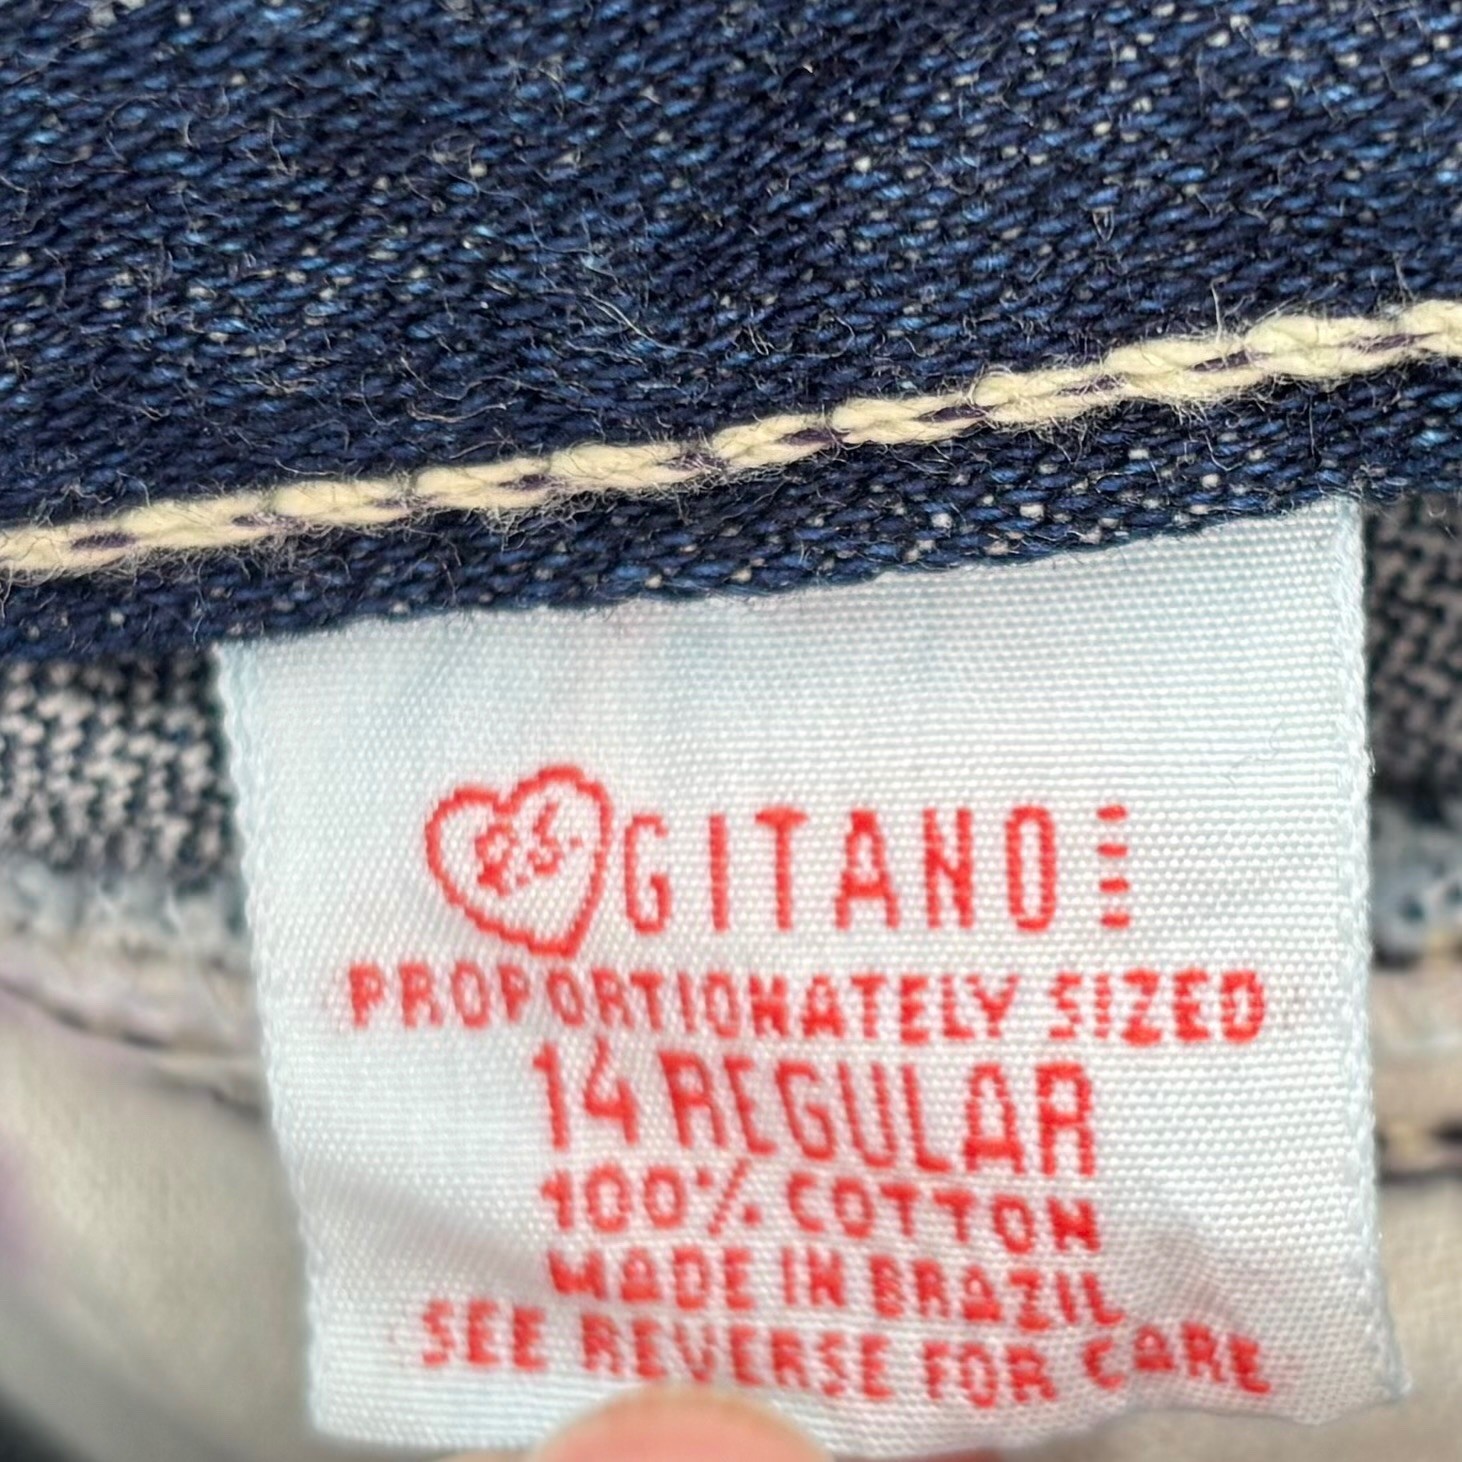 P.S. GITANO
PROPORTIONATELY SIZED
14 REGULAR
100% COTTON
MADE IN BRAZIL
SEE REVERSE FOR CARE